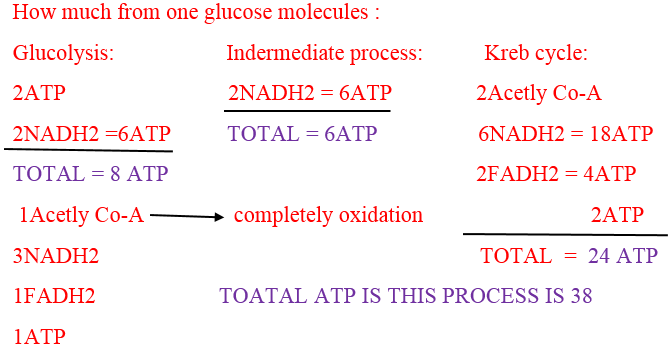 How much from one glucose molecules :
Glucolysis: Indermediate process: Kreb cycle:
2ATP 2NADH2 = 6ATP 2Acetly Co-A
2NADH2 =6ATP TOTAL = 6ATP 6NADH2 = 18ATP
TOTAL = 8 ATP 2FADH2 = 4ATP
1Acetly Co-A completely oxidation 2ATP
3NADH2 TOTAL = 24 ATP
1FADH2 TOATAL ATP IS THIS PROCESS IS 38
1ATP